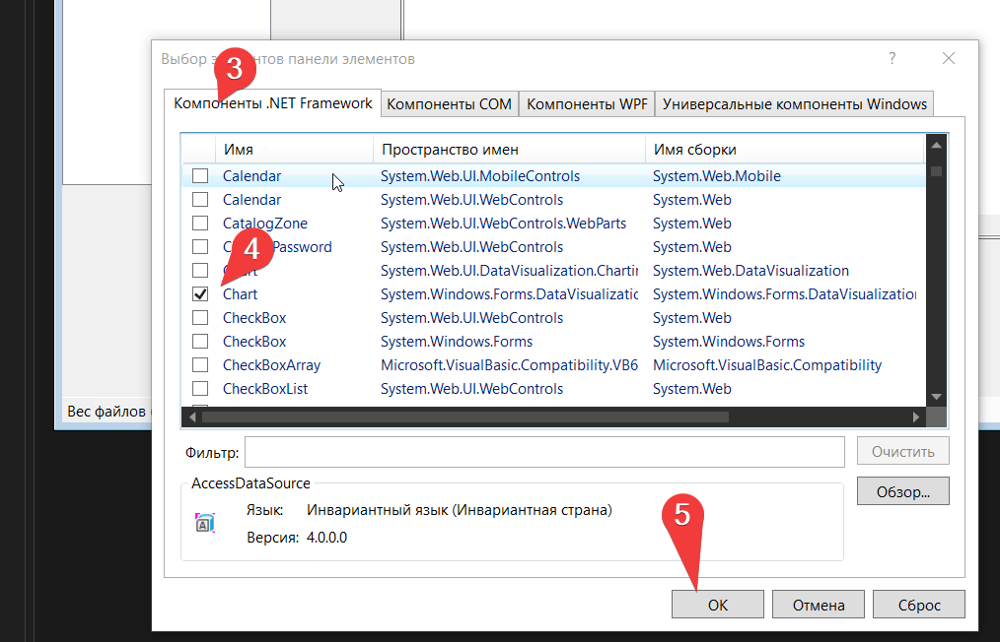 Выбор элементов панели элементов ?
3
Компоненты .NET Framework Компоненты COM Компоненты WPF Универсальные компоненты Windows
Имя Пространство имен Имя сборки
Calendar System.Web.UI.MobileControls System.Web.Mobile
Calendar System.Web.UI.WebControls System.Web
CatalogZone System.Web.UI.WebControls.WebParts System.Web
Password System.Web.UI.WebControls System.Web
4
Chart System.Web.UI.DataVisualization.Chartin System.Web.DataVisualization
Chart System.Windows.Forms.DataVisualizatic System.Windows.Forms.DataVisualization
CheckBox System.Web.UI.WebControls System.Web
CheckBox System.Windows.Forms System.Windows.Forms
CheckBoxArray Microsoft.VisualBasic.Compatibility.VB6 Microsoft.VisualBasic.Compatibility
CheckBoxList System.Web.UI.WebControls System.Web
Вес файлов
Фильтр: Очистить
AccessDataSource Обзор...
Язык: Инвариантный язык (Инвариантная страна)
Версия: 4.0.0.0
5
OK Отмена Сброс